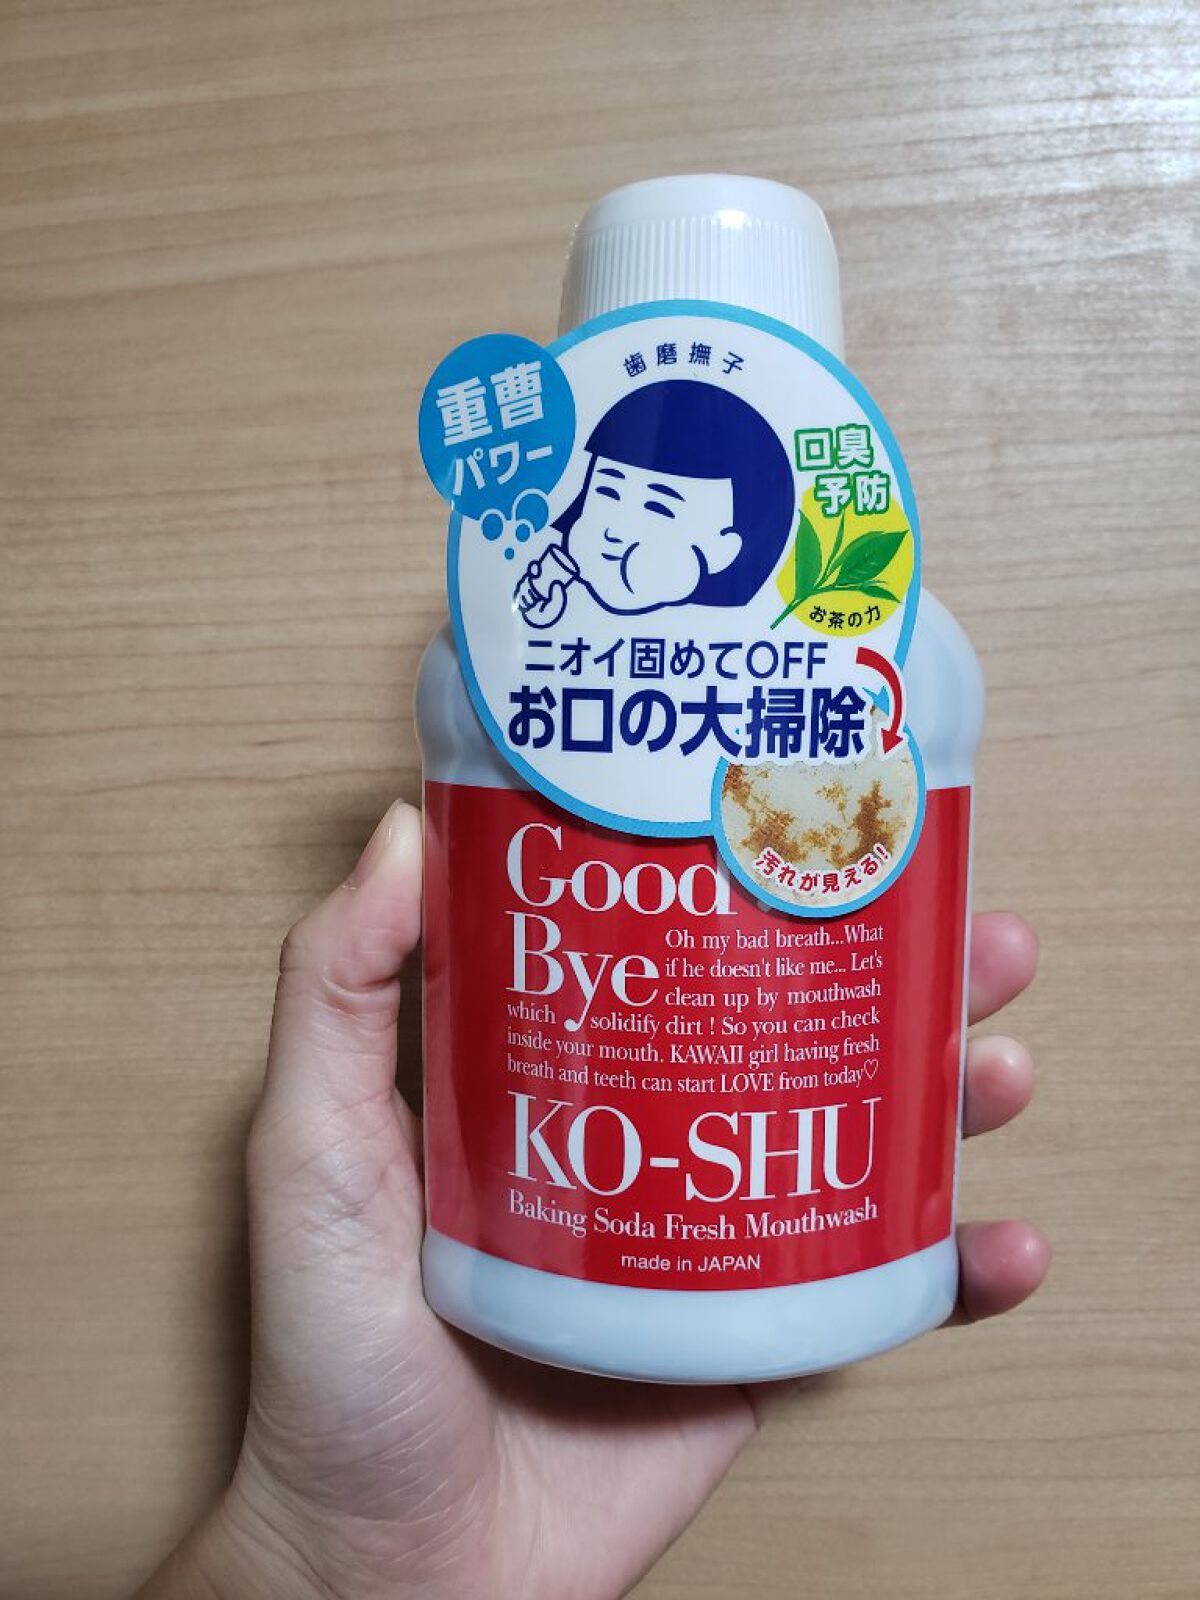 歯磨撫子
重曹
パワー
口臭
予防
お茶の力
ニオイ固めてOFF
お口の大掃除
汚れが見える!!
Good
Bye
Oh my bad breath...What
if he doesn't like me... Let's
clean up by mouthwash
which solidify dirt ! So you can check
inside your mouth. KAWAII girl having fresh
breath and teeth can start LOVE from today♡
KO-SHU
Baking Soda Fresh Mouthwash
made in JAPAN